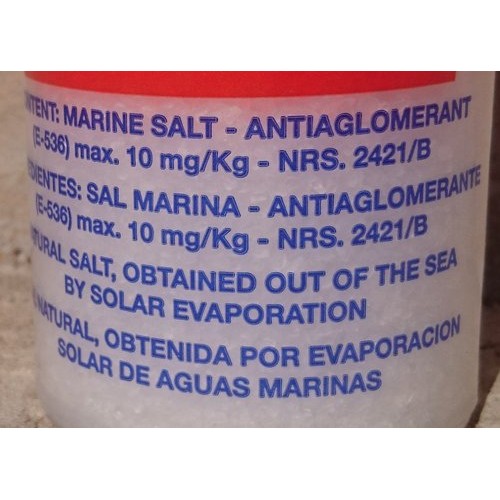 NTENT: MARINE SALT - ANTIAGLOMERANT
(E-536) max. 10 mg/Kg - NRS. 2421/B
DIENTES: SAL MARINA - ANTIAGLOMERANTE
(E-536) max. 10 mg/Kg - NRS. 2421/B
TURAL SALT, OBTAINED OUT OF THE SEA
BY SOLAR EVAPORATION
NATURAL, OBTENIDA POR EVAPORACION
SOLAR DE AGUAS MARINAS